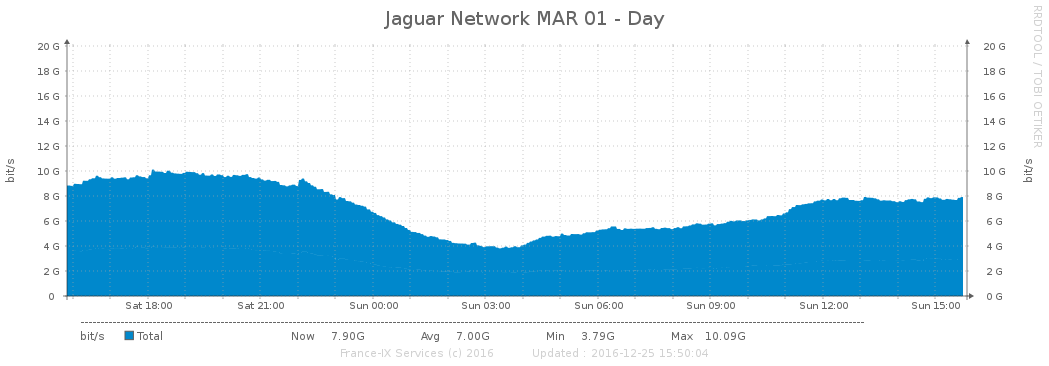 Jaguar Network MAR 01 - Day
RRDTOOL / TOBI OETIKER
bit/s
bit/s
20 G 20 G
18 G 18 G
16 G 16 G
14 G 14 G
12 G 12 G
10 G 10 G
8 G 8 G
6 G 6 G
4 G 4 G
2 G 2 G
0 0 G
Sat 18:00 Sat 21:00 Sun 00:00 Sun 03:00 Sun 06:00 Sun 09:00 Sun 12:00 Sun 15:00
bit/s Total Now 7.90G Avg 7.00G Min 3.79G Max 10.09G
France-IX Services (c) 2016 Updated : 2016-12-25 15:50:04